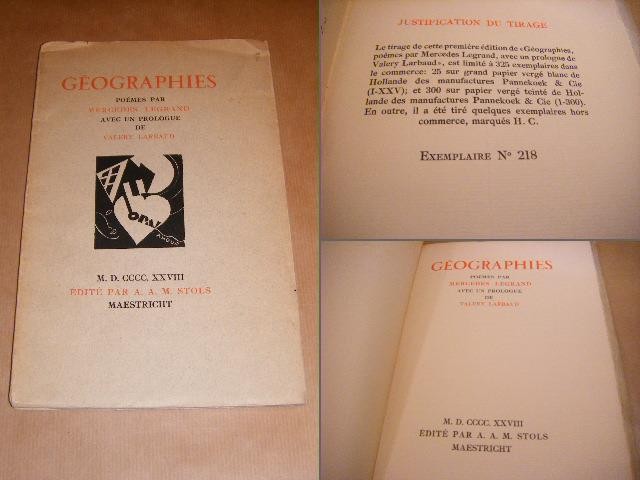 GÉOGRAPHIES
POÈMES PAR
MERCEDES LEGRAND
AVEC UN PROLOGUE
DE
VALERY LARBAUD
M. D. CCCC. XXVIII
ÉDITÉ PAR A. A. M. STOLS
MAESTRICHT
JUSTIFICATION DU TIRAGE
Le tirage de cette première édition de «Géographies,
poèmes par Mercedes Legrand, avec un prologue de
Valery Larbaud», est limité à 325 exemplaires dans
le commerce: 25 sur grand papier vergé blanc de
Hollande des manufactures Pannekoek & Cie
(I-XXV); et 300 sur papier vergé teinté de Hol-
lande des manufactures Pannekoek & Cie (1-300).
En outre, il a été tiré quelques exemplaires hors
commerce, marqués H. C.
EXEMPLAIRE Nº 218
GÉOGRAPHIES
POÈMES PAR
MERCEDES LEGRAND
AVEC UN PROLOGUE
DE
VALERY LARBAUD
M. D. CCCC. XXVIII
ÉDITÉ PAR A. A. M. STOLS
MAESTRICHT